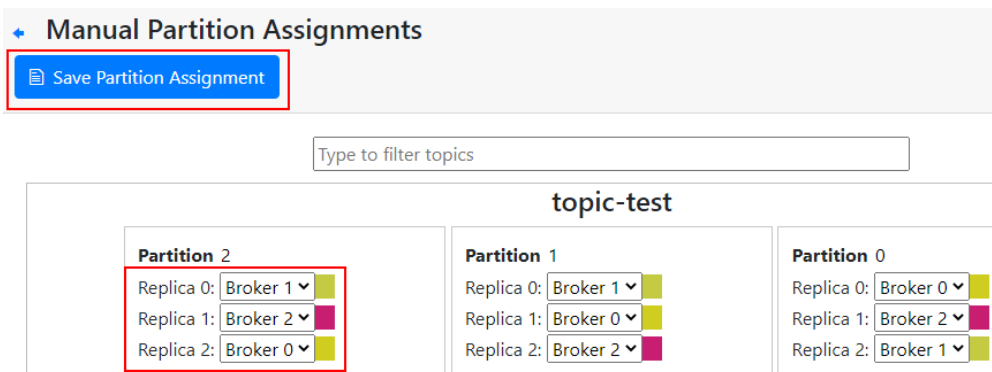 Manual Partition Assignments
Save Partition Assignment
Type to filter topics
topic-test
Partition 2
Replica 0: Broker 1
Replica 1: Broker 2
Replica 2: Broker 0
Partition 1
Replica 0: Broker 1
Replica 1: Broker 0
Replica 2: Broker 2
Partition 0
Replica 0: Broker 0
Replica 1: Broker 2
Replica 2: Broker 1